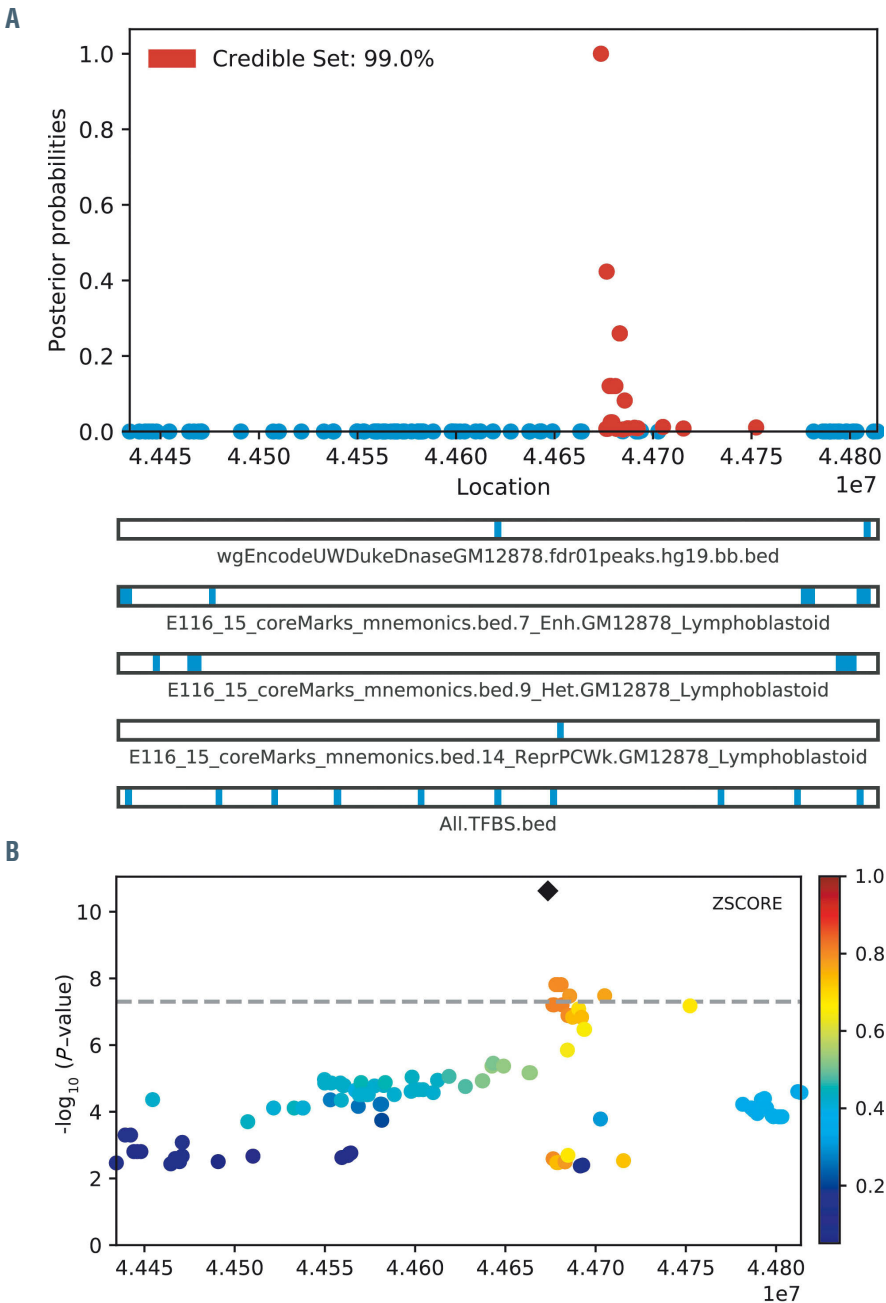 A
Credible Set: 99.0%
1.0
0.8
0.6
0.4
0.2
0.0
Posterior probabilities
4.445 4.450 4.455 4.460 4.465 4.470 4.475 4.480
Location
1e7
wgEncodeUWDukeDnaseGM12878.fdr01peaks.hg19.bb.bed
E116_15_coreMarks_mnemonics.bed.7_Enh.GM12878_Lymphoblastoid
E116_15_coreMarks_mnemonics.bed.9_Het.GM12878_Lymphoblastoid
E116_15_coreMarks_mnemonics.bed.14_ReprPCWk.GM12878_Lymphoblastoid
All.TFBS.bed
B
ZSCORE
10
8
6
4
2
0
-log10 (P-value)
4.445 4.450 4.455 4.460 4.465 4.470 4.475 4.480
1e7
1.0
0.8
0.6
0.4
0.2